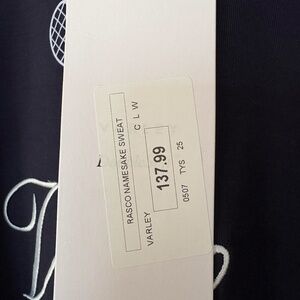 RASCO NAMESAKE SWEAT
C L W
VARLEY
137.99
0507 TYS 25